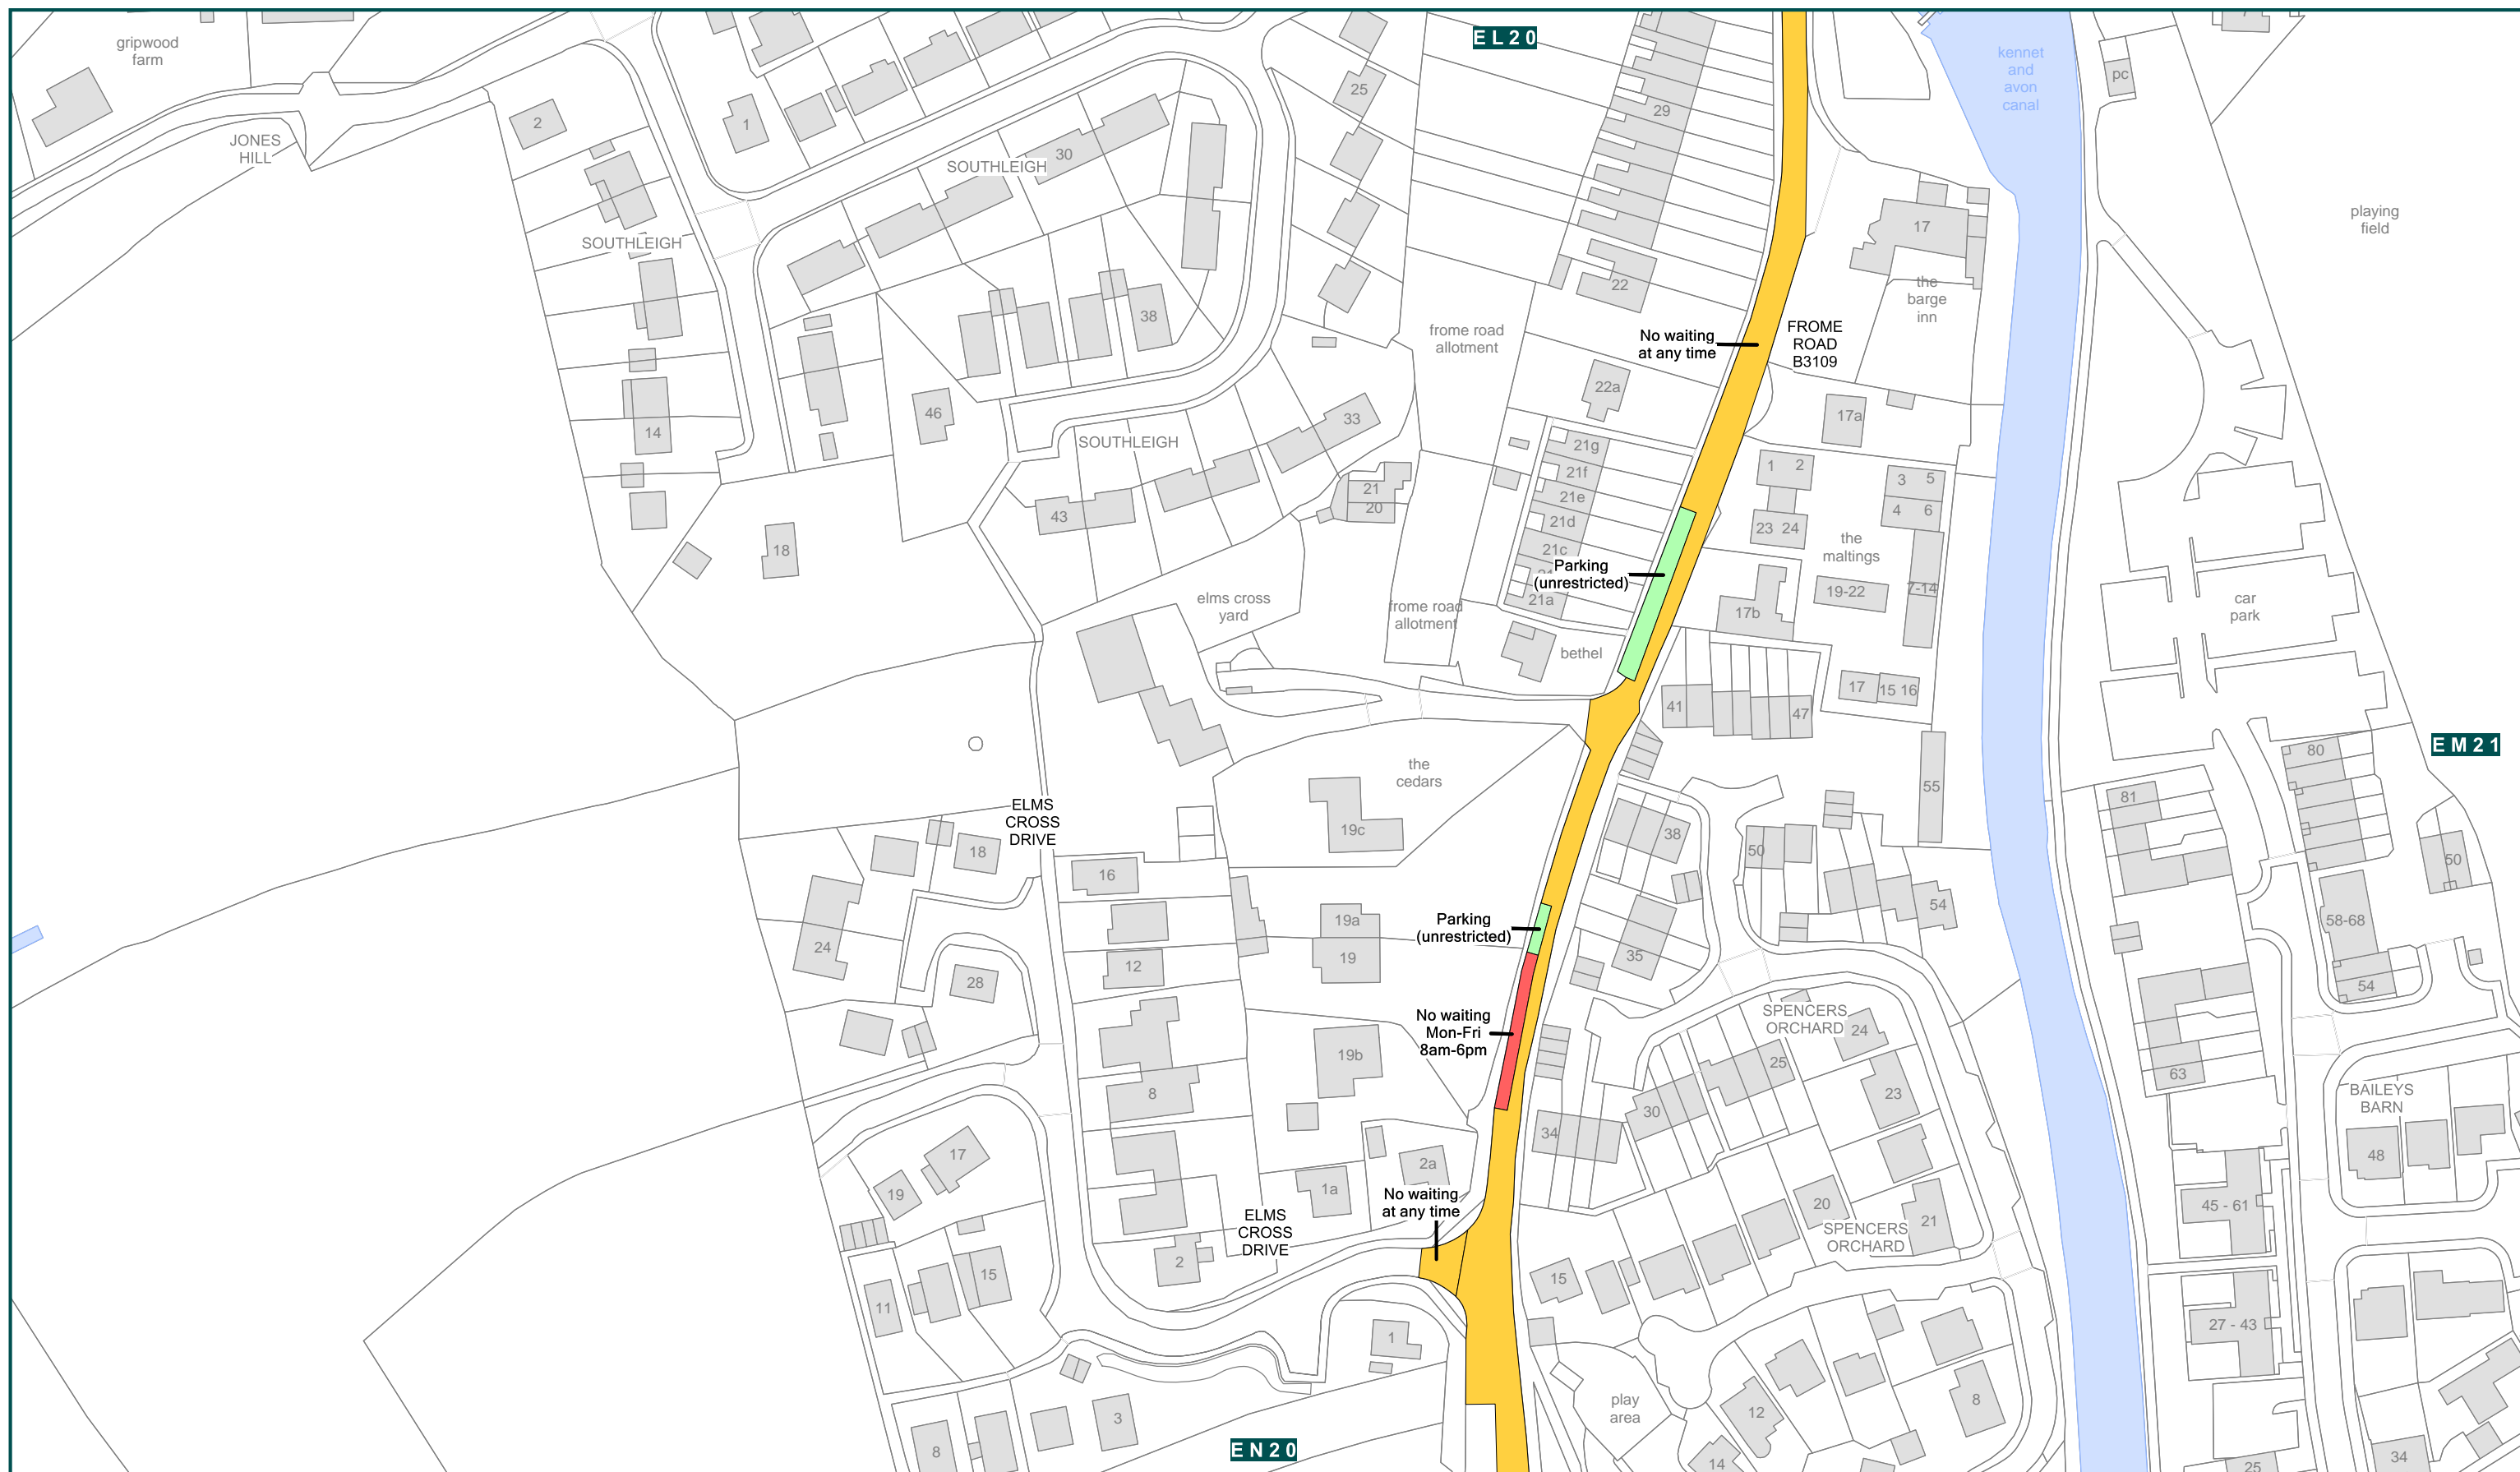 gripwood
farm
EL20
kennet
and
avon
canal
pc
25
29
2
1
JONES
HILL
30
SOUTHLEIGH
17
playing
field
SOUTHLEIGH
22
the
barge
inn
38
frome road
allotment
No waiting
at any time
FROME
ROAD
B3109
22a
46
33
17a
14
SOUTHLEIGH
21g
1 2
21f
3 5
21
21e
20
4 6
43
21d
23 24
18
21c
the
maltings
Parking
(unrestricted)
7-14
19-22
21a
elms cross
yard
frome road
allotment
17b
car
park
bethel
17
15 16
41
47
EM21
80
the
cedars
55
81
ELMS
CROSS
DRIVE
19c
38
18
50
50
16
54
19a
58-68
Parking
(unrestricted)
24
19
35
12
28
54
No waiting
Mon-Fri
8am-6pm
SPENCERS
ORCHARD
24
19b
25
63
8
23
BAILEYS
BARN
30
34
17
2a
48
19
1a
No waiting
at any time
20
45 - 61
ELMS
CROSS
DRIVE
21
SPENCERS
ORCHARD
2
15
15
11
27 - 43
1
play
area
8
12
3
8
EN20
14
34
25